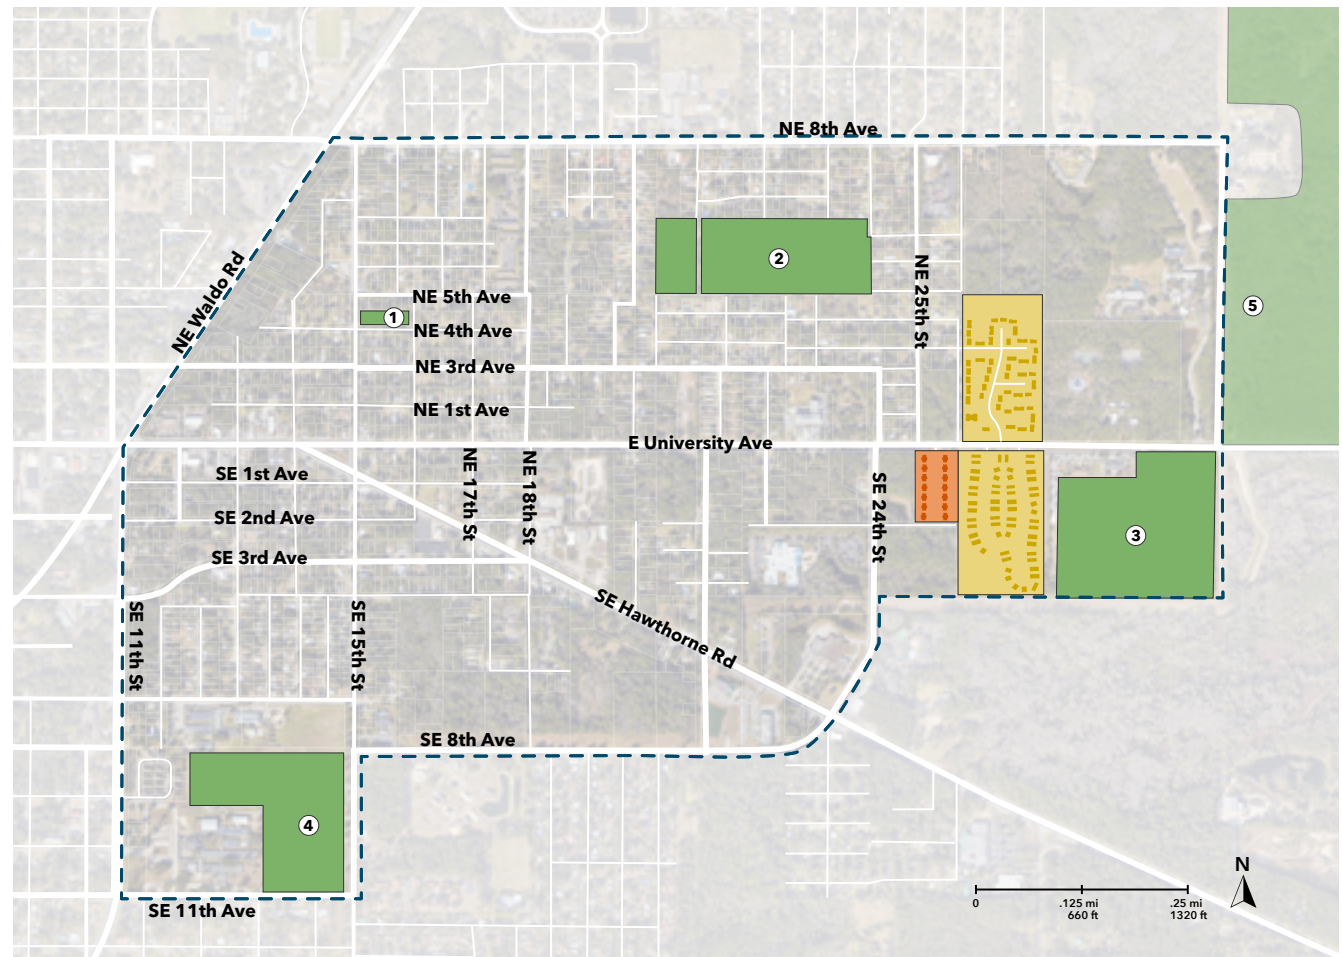 NE 8th Ave
NE Waldo Rd
2
NE 25th St
5
NE 5th Ave
1
NE 4th Ave
NE 3rd Ave
NE 1st Ave
E University Ave
SE 1st Ave
NE 17th St
NE 18th St
SE 24th St
SE 2nd Ave
3
SE 3rd Ave
SE 11th St
SE 15th St
SE Hawthorne Rd
SE 8th Ave
4
N
SE 11th Ave
0
.125 mi
660 ft
.25 mi
1320 ft